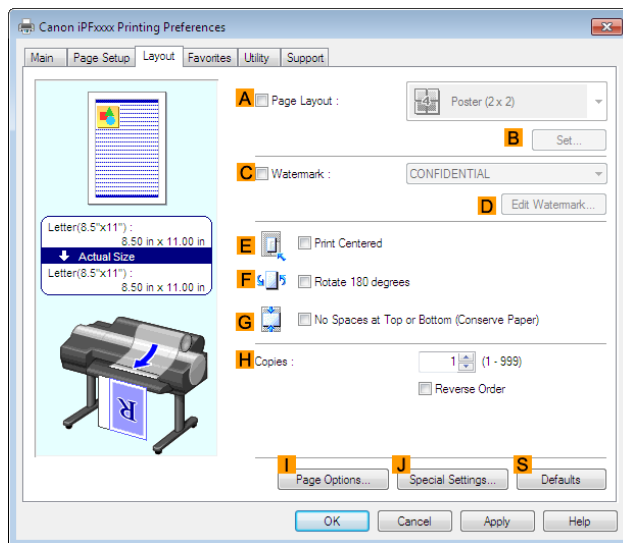 Canon iPFxxxx Printing Preferences
Main Page Setup Layout Favorites Utility Support
A Page Layout : 4 Poster (2 x 2)
B Set...
C Watermark : CONFIDENTIAL
D Edit Watermark...
Letter(8.5"x11") :
8.50 in x 11.00 in
Actual Size
Letter(8.5"x11") :
8.50 in x 11.00 in
E Print Centered
F Rotate 180 degrees
G No Spaces at Top or Bottom (Conserve Paper)
H Copies : 1 (1 - 999)
Reverse Order
R
I J S
Page Options... Special Settings... Defaults
OK Cancel Apply Help